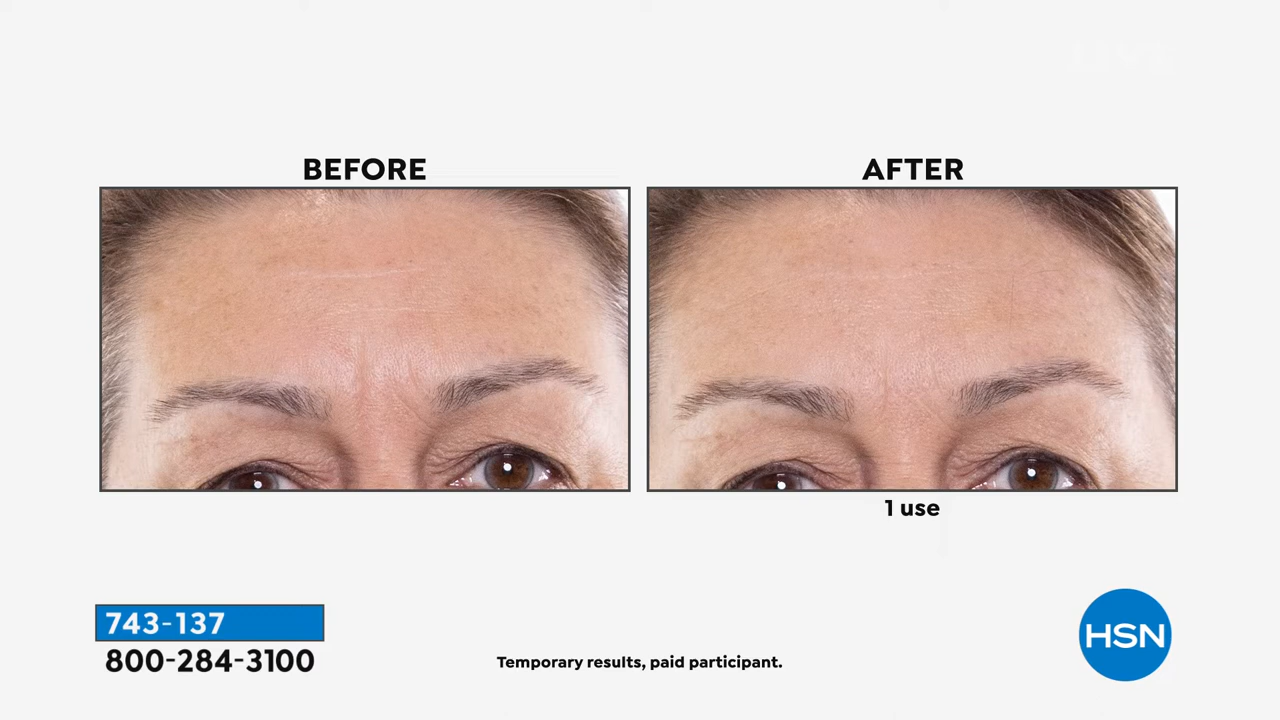 BEFORE
AFTER
1 use
743-137
800-284-3100
Temporary results, paid participant.
HSN